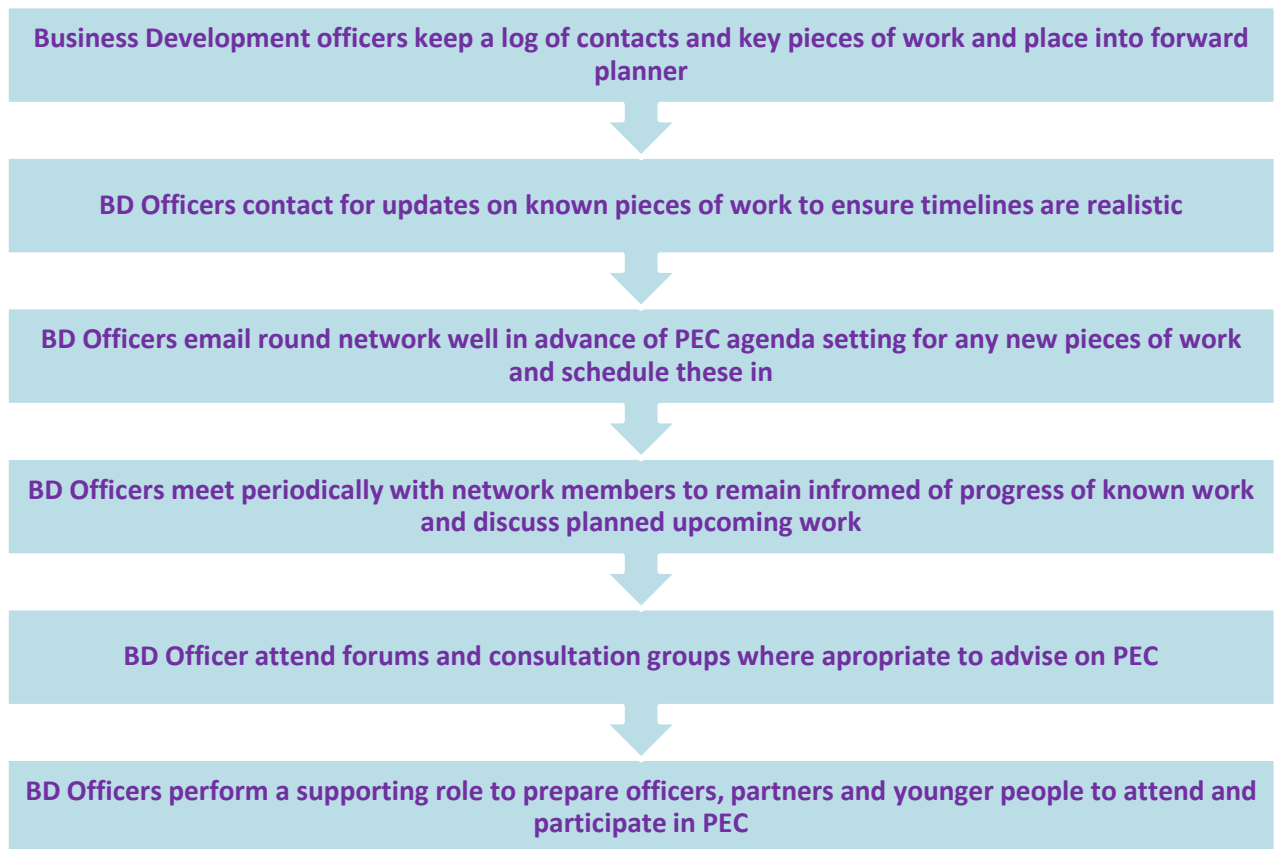 Business Development officers keep a log of contacts and key pieces of work and place into forward
planner
BD Officers contact for updates on known pieces of work to ensure timelines are realistic
BD Officers email round network well in advance of PEC agenda setting for any new pieces of work
and schedule these in
BD Officers meet periodically with network members to remain infromed of progress of known work
and discuss planned upcoming work
BD Officer attend forums and consultation groups where apropriate to advise on PEC
BD Officers perform a supporting role to prepare officers, partners and younger people to attend and
participate in PEC